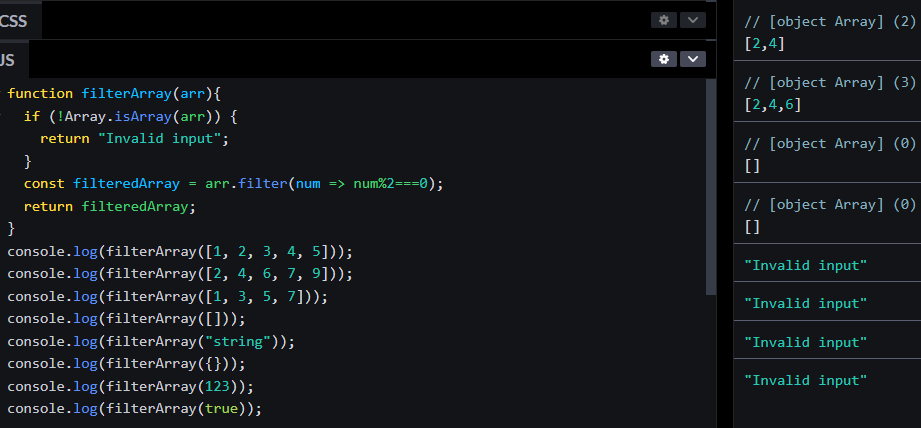 CSS
JS
function filterArray(arr){
if (!Array.isArray(arr)) {
return "Invalid input";
}
const filteredArray = arr.filter(num => num%2===0);
return filteredArray;
}
console.log(filterArray([1, 2, 3, 4, 5]));
console.log(filterArray([2, 4, 6, 7, 9]));
console.log(filterArray([1, 3, 5, 7]));
console.log(filterArray([]));
console.log(filterArray("string"));
console.log(filterArray({}));
console.log(filterArray(123));
console.log(filterArray(true));
// [object Array] (2)
[2,4]
// [object Array] (3)
[2,4,6]
// [object Array] (0)
[]
// [object Array] (0)
[]
"Invalid input"
"Invalid input"
"Invalid input"
"Invalid input"